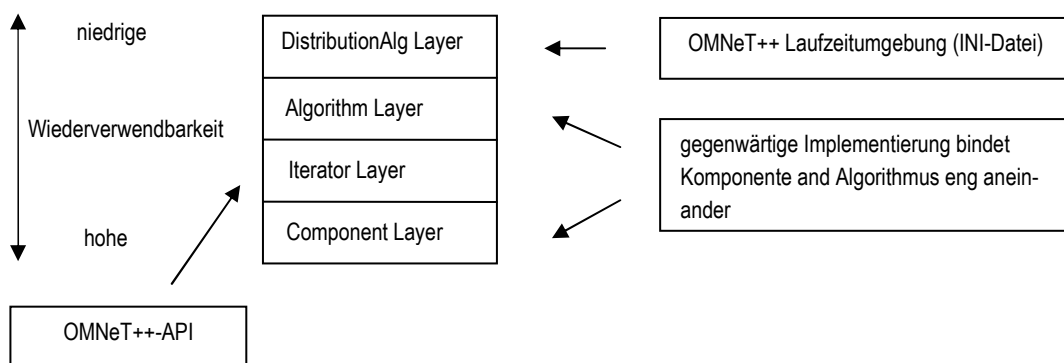 niedrige
DistributionAlg Layer
OMNeT++ Laufzeitumgebung (INI-Datei)
Algorithm Layer
Wiederverwendbarkeit
gegenwärtige Implementierung bindet
Komponente and Algorithmus eng anein-
ander
Iterator Layer
hohe
Component Layer
OMNeT++-API